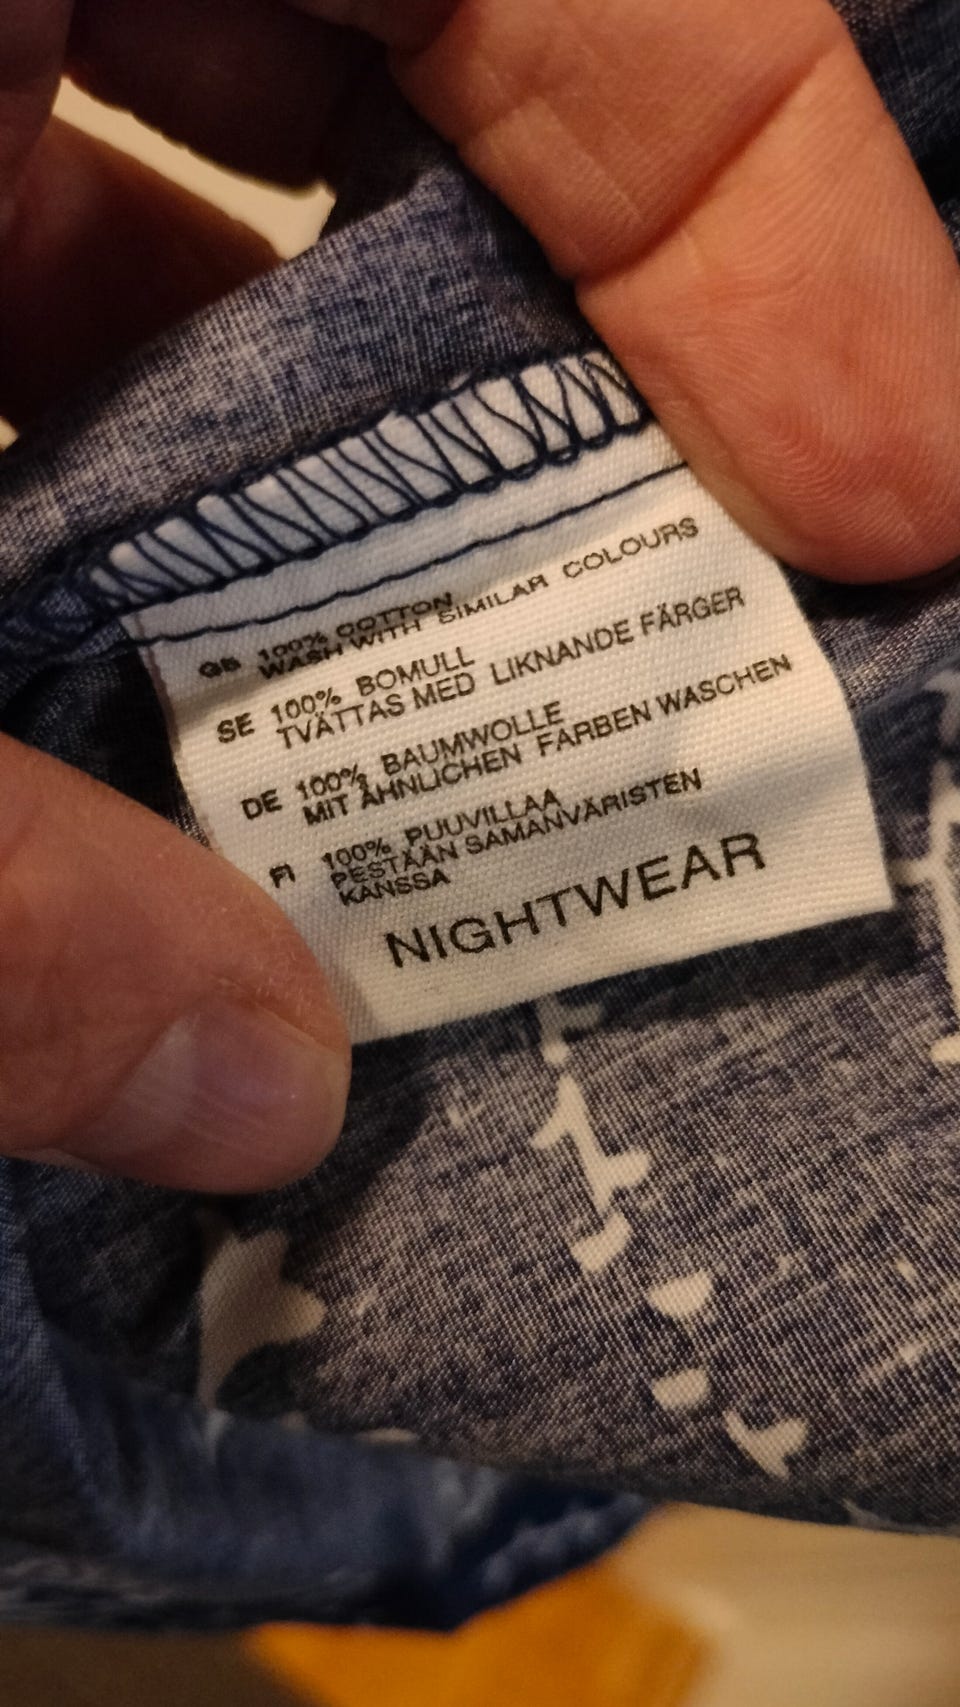 GB 100% COTTON
WASH WITH SIMILAR COLOURS
SE 100% BOMULL
TVÄTTAS MED LIKNANDE FÄRGER
DE 100% BAUMWOLLE
MIT ÄHNLICHEN FARBEN WASCHEN
FI 100% PUUVILLAA
PESTÄÄN SAMANVÄRISTEN
KANSSA
NIGHTWEAR